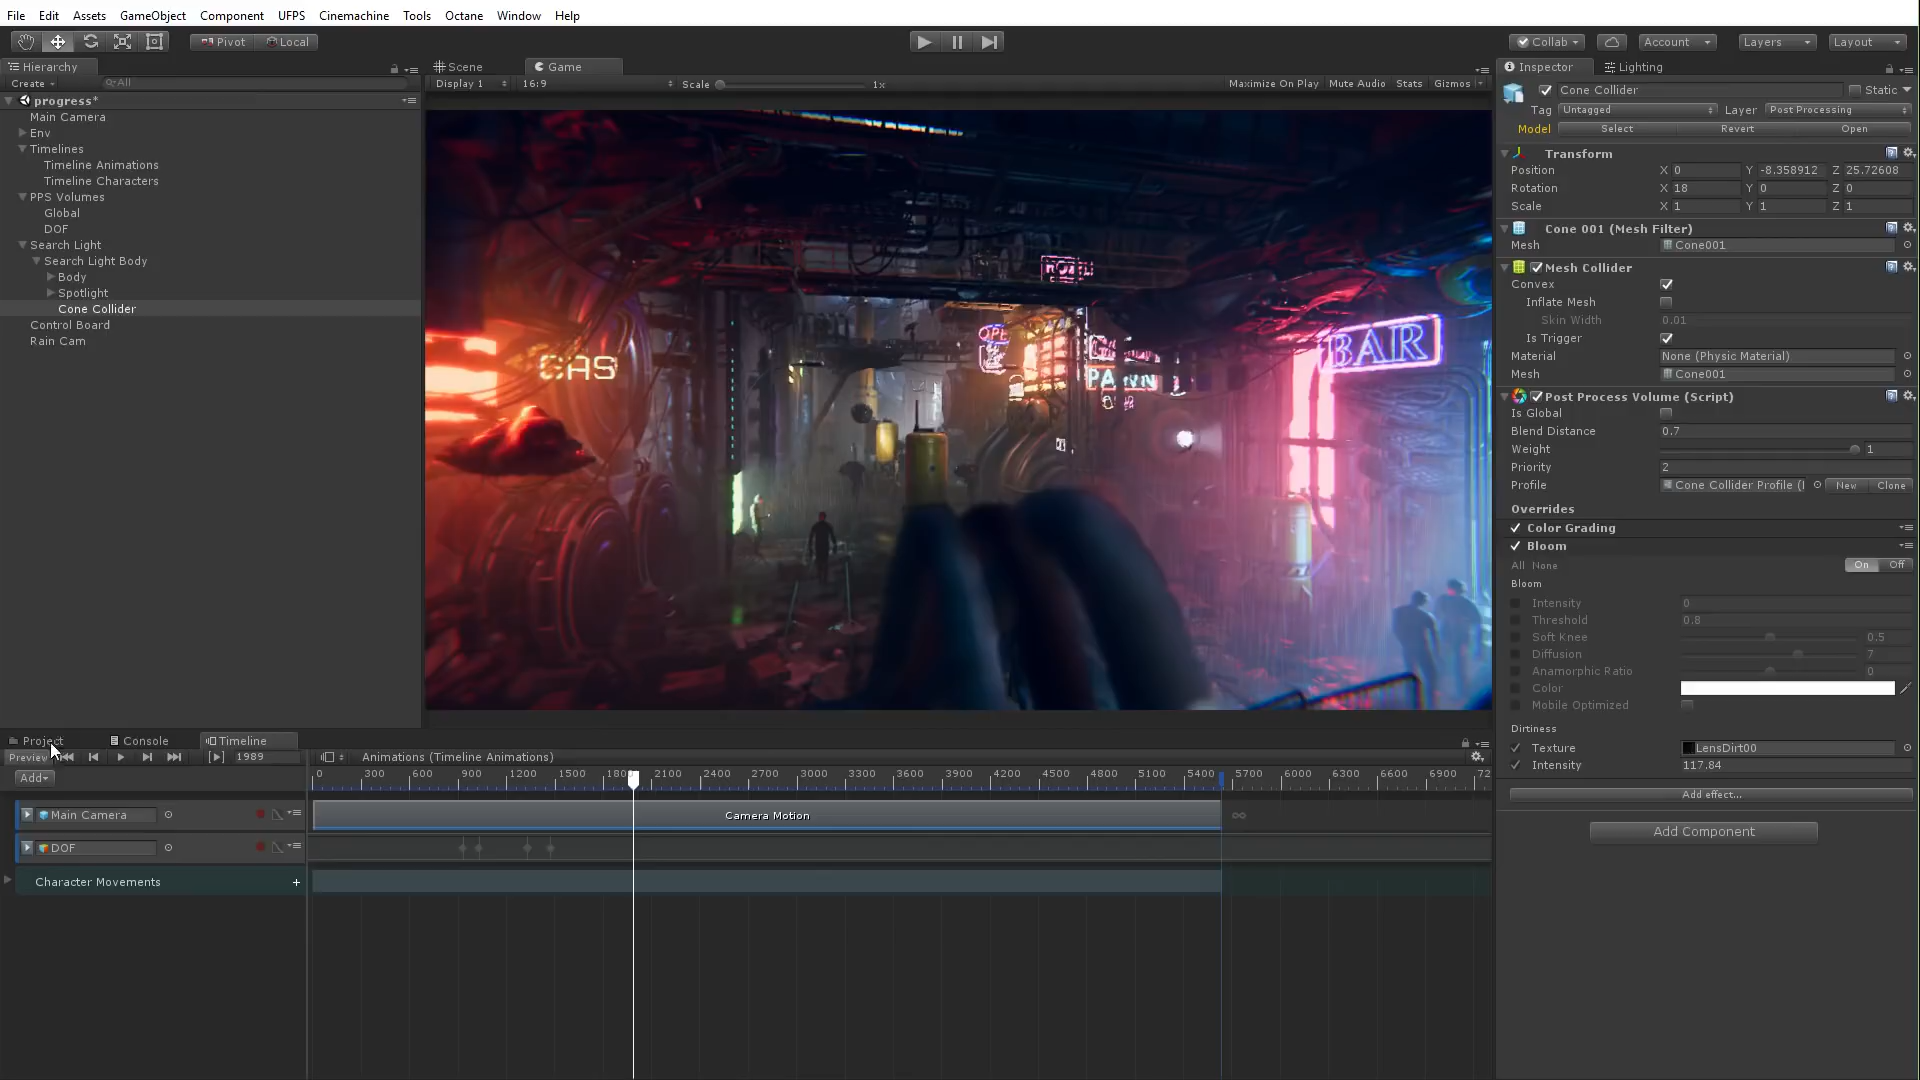 File Edit Assets GameObject Component UFPS Cinemachine Tools Octane Window Help
Pivot Local Collab Account Layers Layout
Hierarchy
Create All
progress*
Main Camera
Env
Timelines
Timeline Animations
Timeline Characters
PPS Volumes
Global
DOF
Search Light
Search Light Body
Body
Spotlight
Cone Collider
Control Board
Rain Cam
Scene Game
Display 1 16:9 Scale 1x Maximize On Play Mute Audio Stats Gizmos
GAS
BAR
Inspector Lighting
Cone Collider Static
Tag Untagged Layer Post Processing
Model Select Revert Open
Transform
Position X 0 Y -8.358912 Z 25.72608
Rotation X 18 Y 0 Z 0
Scale X 1 Y 1 Z 1
Cone 001 (Mesh Filter)
Mesh Cone001
Mesh Collider
Convex
Inflate Mesh
Skin Width 0.01
Is Trigger
Material None (Physic Material)
Mesh Cone001
Post Process Volume (Script)
Is Global
Blend Distance 0.7
Weight 1
Priority 2
Profile Cone Collider Profile ( New Clone
Overrides
Color Grading
Bloom
All None On Off
Bloom
Intensity 0
Threshold 0.8
Soft Knee 0.5
Diffusion 7
Anamorphic Ratio 0
Color
Mobile Optimized
Dirtiness
Texture LensDirt00
Intensity 117.84
Add effect...
Add Component
Project Console Timeline
Preview 1989 Animations (Timeline Animations)
Add
0 300 600 900 1200 1500 1800 2100 2400 2700 3000 3300 3600 3900 4200 4500 4800 5100 5400 5700 6000 6300 6600 6900 72
Main Camera Camera Motion
DOF
Character Movements +